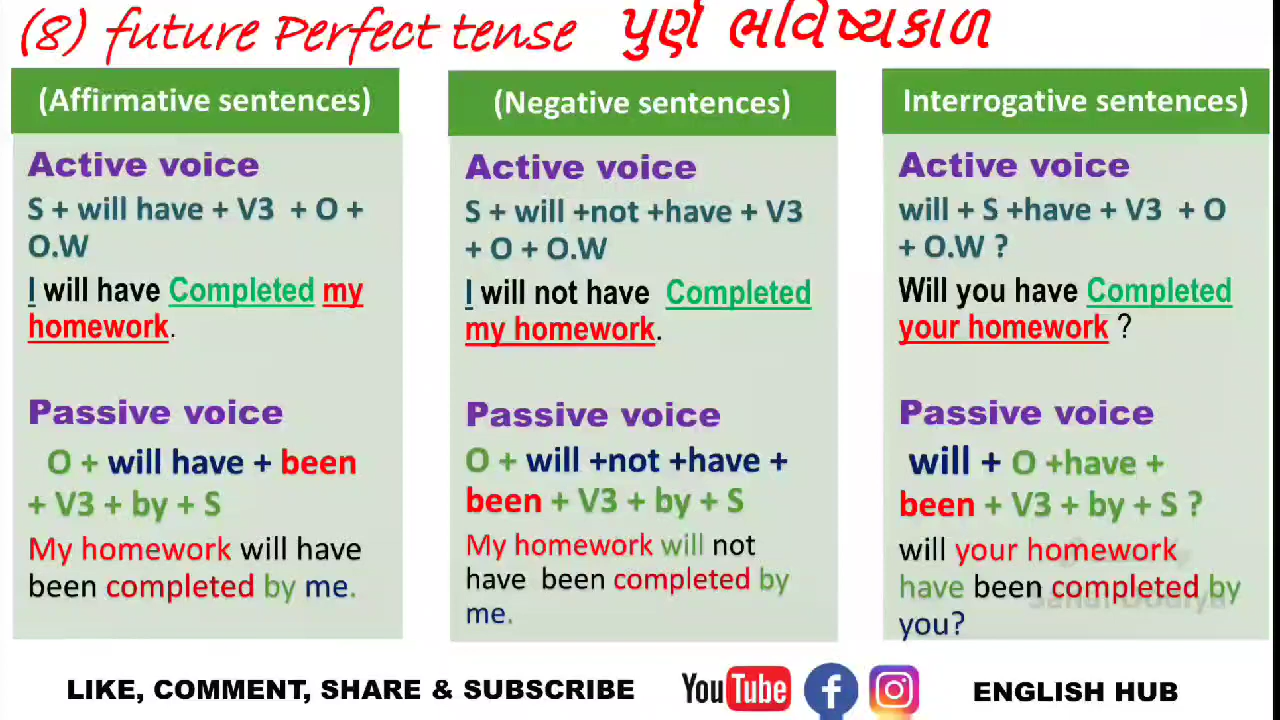 (8) future Perfect tense પુર્ણ ભવિષ્યકાળ
(Affirmative sentences)
Active voice
S + will have + V3 + O +
O.W
I will have Completed my
homework.
Passive voice
O + will have + been
+ V3 + by + S
My homework will have
been completed by me.
(Negative sentences)
Active voice
S + will +not +have + V3
+ O + O.W
I will not have Completed
my homework.
Passive voice
O + will +not +have +
been + V3 + by + S
My homework will not
have been completed by
me.
Interrogative sentences)
Active voice
will + S +have + V3 + O
+ O.W ?
Will you have Completed
your homework ?
Passive voice
will + O +have +
been + V3 + by + S ?
will your homework
have been completed by
you?
LIKE, COMMENT, SHARE & SUBSCRIBE YouTube f ENGLISH HUB